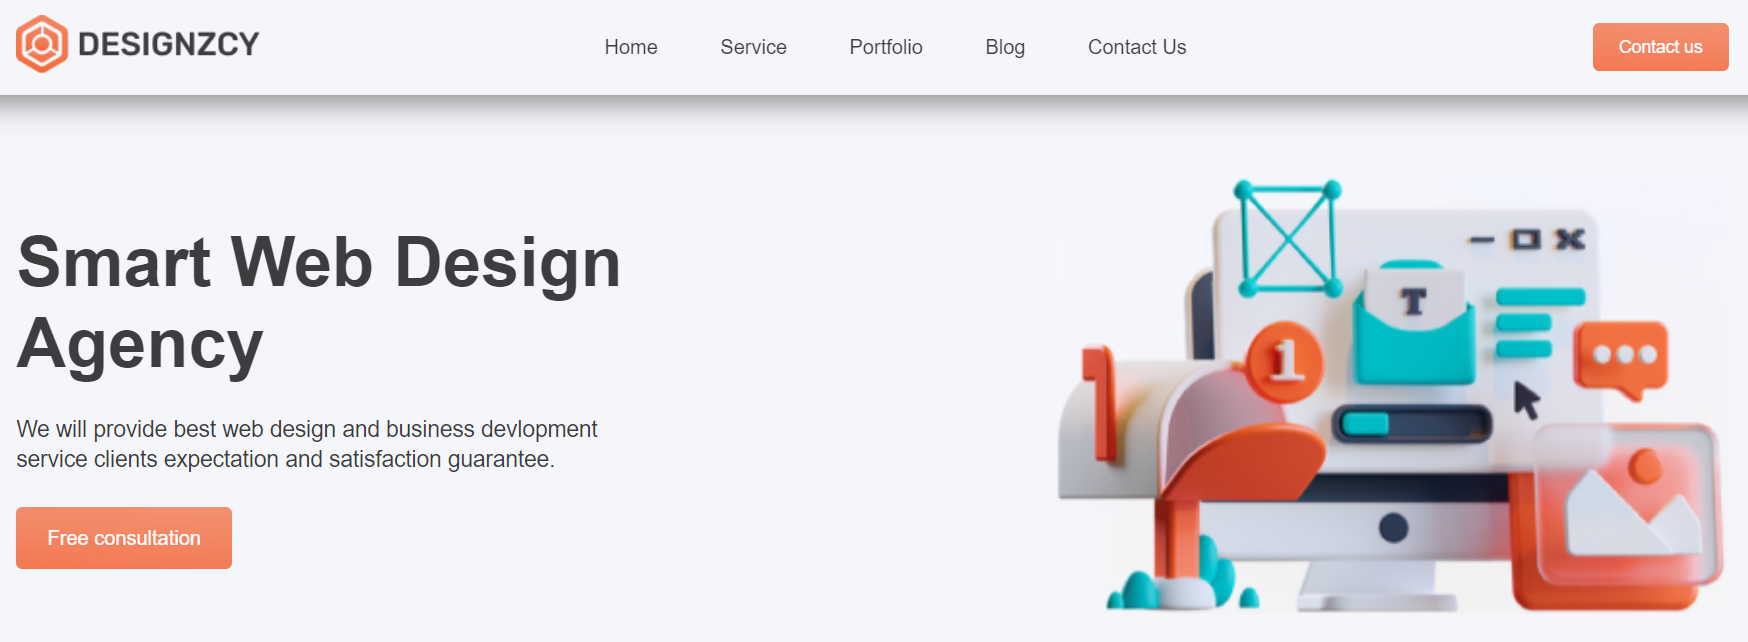 DESIGNZCY
Home
Service
Portfolio
Blog
Contact Us
Contact us
Smart Web Design
Agency
We will provide best web design and business devlopment
service clients expectation and satisfaction guarantee.
Free consultation
T
1